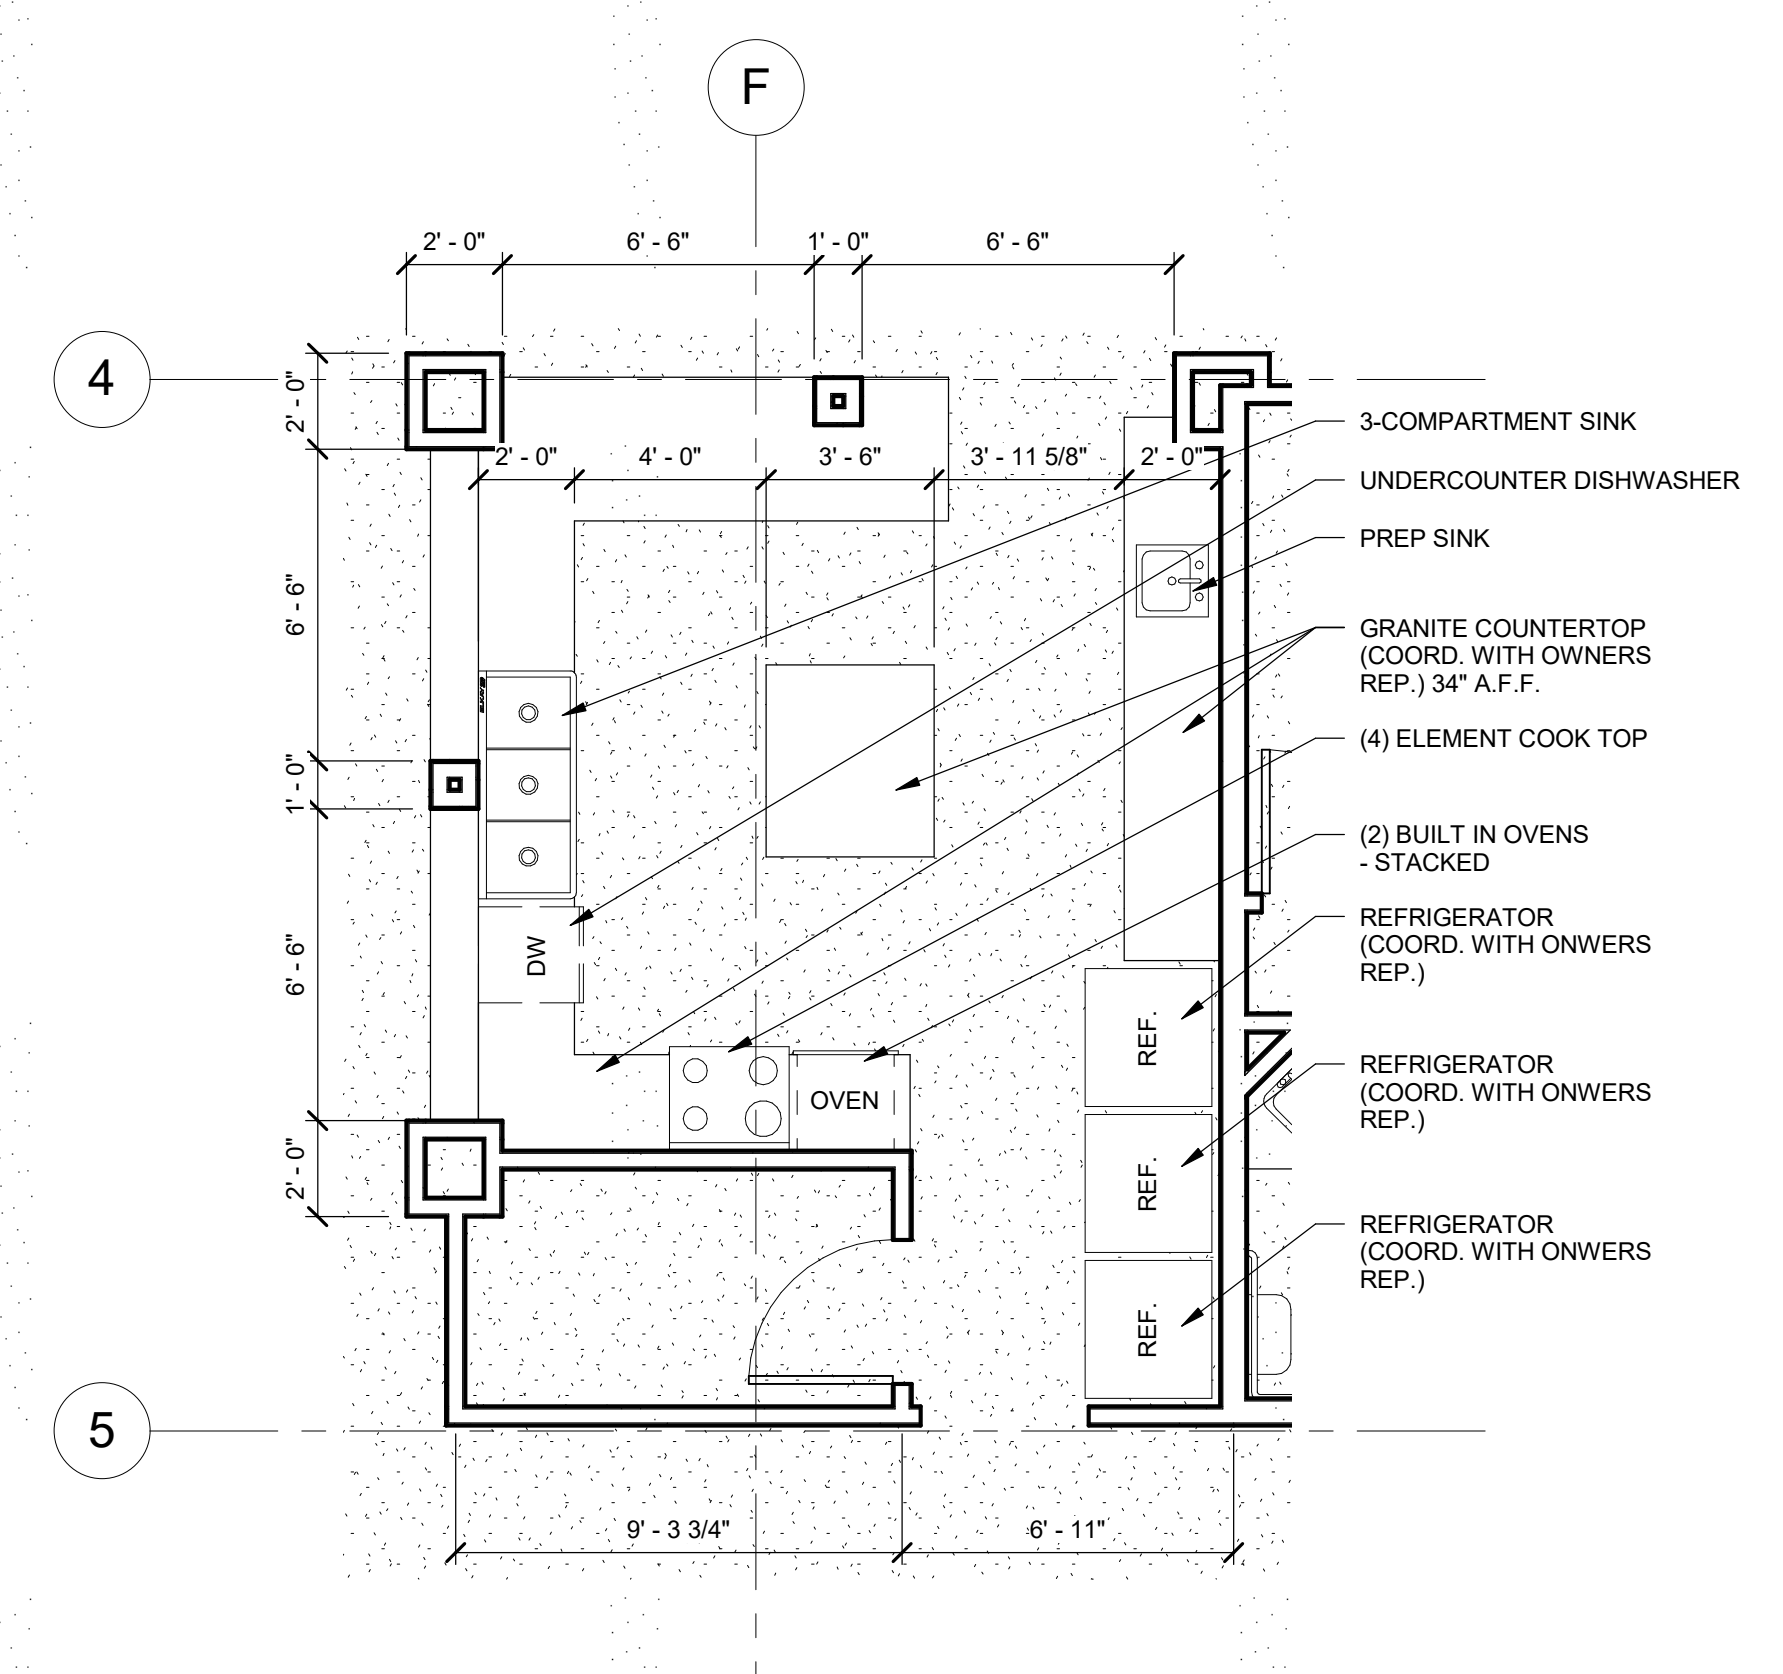 F
2' - 0"
6' - 6"
1' - 0"
6' - 6"
4
2' - 0"
3-COMPARTMENT SINK
2' - 0"
4' - 0"
3' - 6"
3' - 11 5/8"
2' - 0"
UNDERCOUNTER DISHWASHER
PREP SINK
6' - 6"
GRANITE COUNTERTOP
(COORD. WITH OWNERS
REP.) 34" A.F.F.
(4) ELEMENT COOK TOP
1' - 0"
(2) BUILT IN OVENS
- STACKED
REFRIGERATOR
(COORD. WITH ONWERS
REP.)
6' - 6"
DW
REF.
REFRIGERATOR
(COORD. WITH ONWERS
REP.)
OVEN
2' - 0"
REF.
REFRIGERATOR
(COORD. WITH ONWERS
REP.)
REF.
5
9' - 3 3/4"
6' - 11"